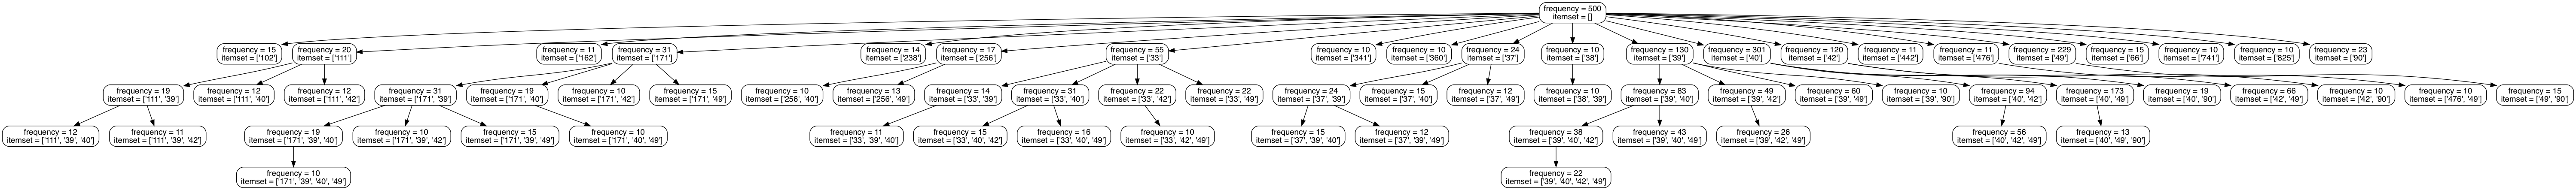 frequency = 500
itemset = []
frequency = 15
itemset = ['102']
frequency = 20
itemset = ['111']
frequency = 11
itemset = ['162']
frequency = 31
itemset = ['171']
frequency = 14
itemset = ['238']
frequency = 17
itemset = ['256']
frequency = 55
itemset = ['33']
frequency = 10
itemset = ['341']
frequency = 10
itemset = ['360']
frequency = 24
itemset = ['37']
frequency = 10
itemset = ['38']
frequency = 130
itemset = ['39']
frequency = 301
itemset = ['40']
frequency = 120
itemset = ['42']
frequency = 11
itemset = ['442']
frequency = 11
itemset = ['476']
frequency = 229
itemset = ['49']
frequency = 15
itemset = ['66']
frequency = 10
itemset = ['741']
frequency = 10
itemset = ['825']
frequency = 23
itemset = ['90']
frequency = 19
itemset = ['111', '39']
frequency = 12
itemset = ['111', '40']
frequency = 12
itemset = ['111', '42']
frequency = 31
itemset = ['171', '39']
frequency = 19
itemset = ['171', '40']
frequency = 10
itemset = ['171', '42']
frequency = 15
itemset = ['171', '49']
frequency = 10
itemset = ['256', '40']
frequency = 13
itemset = ['256', '49']
frequency = 14
itemset = ['33', '39']
frequency = 31
itemset = ['33', '40']
frequency = 22
itemset = ['33', '42']
frequency = 22
itemset = ['33', '49']
frequency = 24
itemset = ['37', '39']
frequency = 15
itemset = ['37', '40']
frequency = 12
itemset = ['37', '49']
frequency = 10
itemset = ['38', '39']
frequency = 83
itemset = ['39', '40']
frequency = 49
itemset = ['39', '42']
frequency = 60
itemset = ['39', '49']
frequency = 10
itemset = ['39', '90']
frequency = 94
itemset = ['40', '42']
frequency = 173
itemset = ['40', '49']
frequency = 19
itemset = ['40', '90']
frequency = 66
itemset = ['42', '49']
frequency = 10
itemset = ['42', '90']
frequency = 10
itemset = ['476', '49']
frequency = 15
itemset = ['49', '90']
frequency = 12
itemset = ['111', '39', '40']
frequency = 11
itemset = ['111', '39', '42']
frequency = 19
itemset = ['171', '39', '40']
frequency = 10
itemset = ['171', '39', '42']
frequency = 15
itemset = ['171', '39', '49']
frequency = 10
itemset = ['171', '40', '49']
frequency = 11
itemset = ['33', '39', '40']
frequency = 15
itemset = ['33', '40', '42']
frequency = 16
itemset = ['33', '40', '49']
frequency = 10
itemset = ['33', '42', '49']
frequency = 15
itemset = ['37', '39', '40']
frequency = 12
itemset = ['37', '39', '49']
frequency = 38
itemset = ['39', '40', '42']
frequency = 43
itemset = ['39', '40', '49']
frequency = 26
itemset = ['39', '42', '49']
frequency = 56
itemset = ['40', '42', '49']
frequency = 13
itemset = ['40', '49', '90']
frequency = 10
itemset = ['171', '39', '40', '49']
frequency = 22
itemset = ['39', '40', '42', '49']